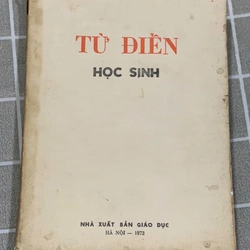 TỪ ĐIỂN
HỌC SINH
NHÀ XUẤT BẢN GIÁO DỤC
HÀ NỘI — 1972